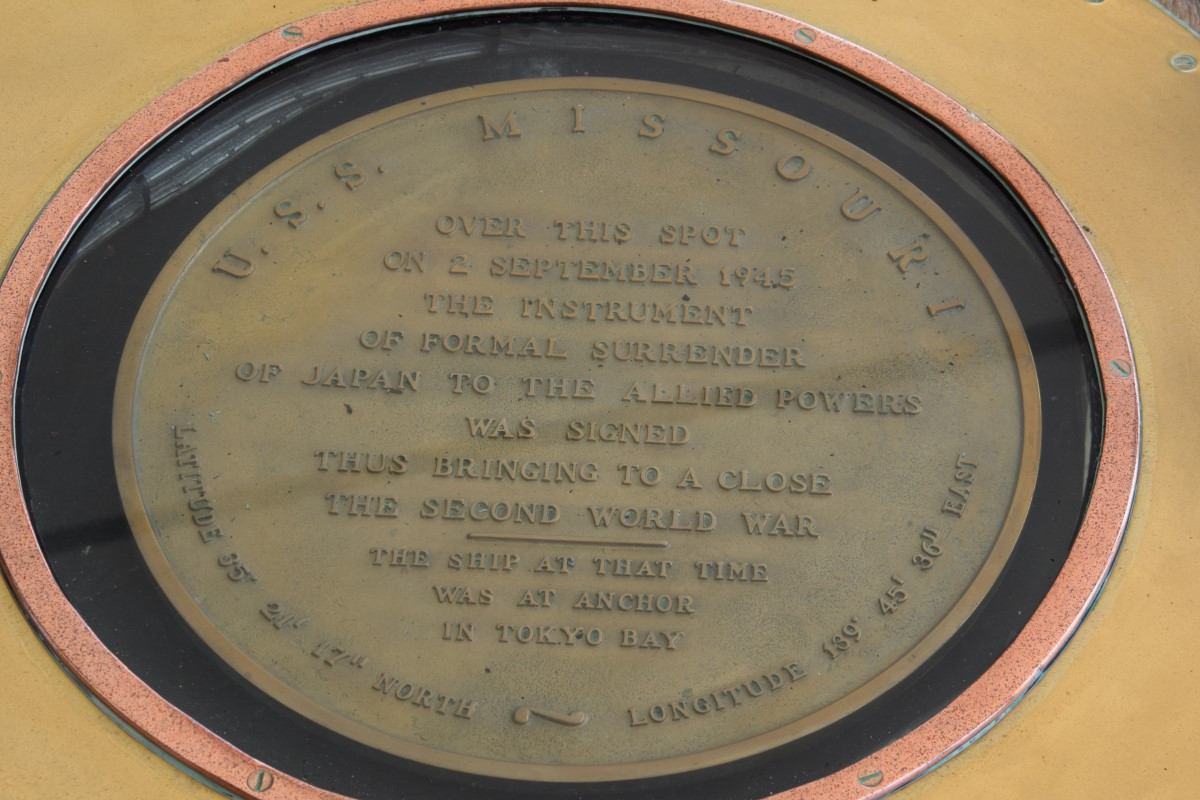 U.S.S. MISSOURI
OVER THIS SPOT
ON 2 SEPTEMBER 1945
THE INSTRUMENT
OF FORMAL SURRENDER
OF JAPAN TO THE ALLIED POWERS
WAS SIGNED
THUS BRINGING TO A CLOSE
THE SECOND WORLD WAR
THE SHIP AT THAT TIME
WAS AT ANCHOR
IN TOKYO BAY
LATITUDE 35° 21' 17" NORTH ~ LONGITUDE 139° 45' 36" EAST